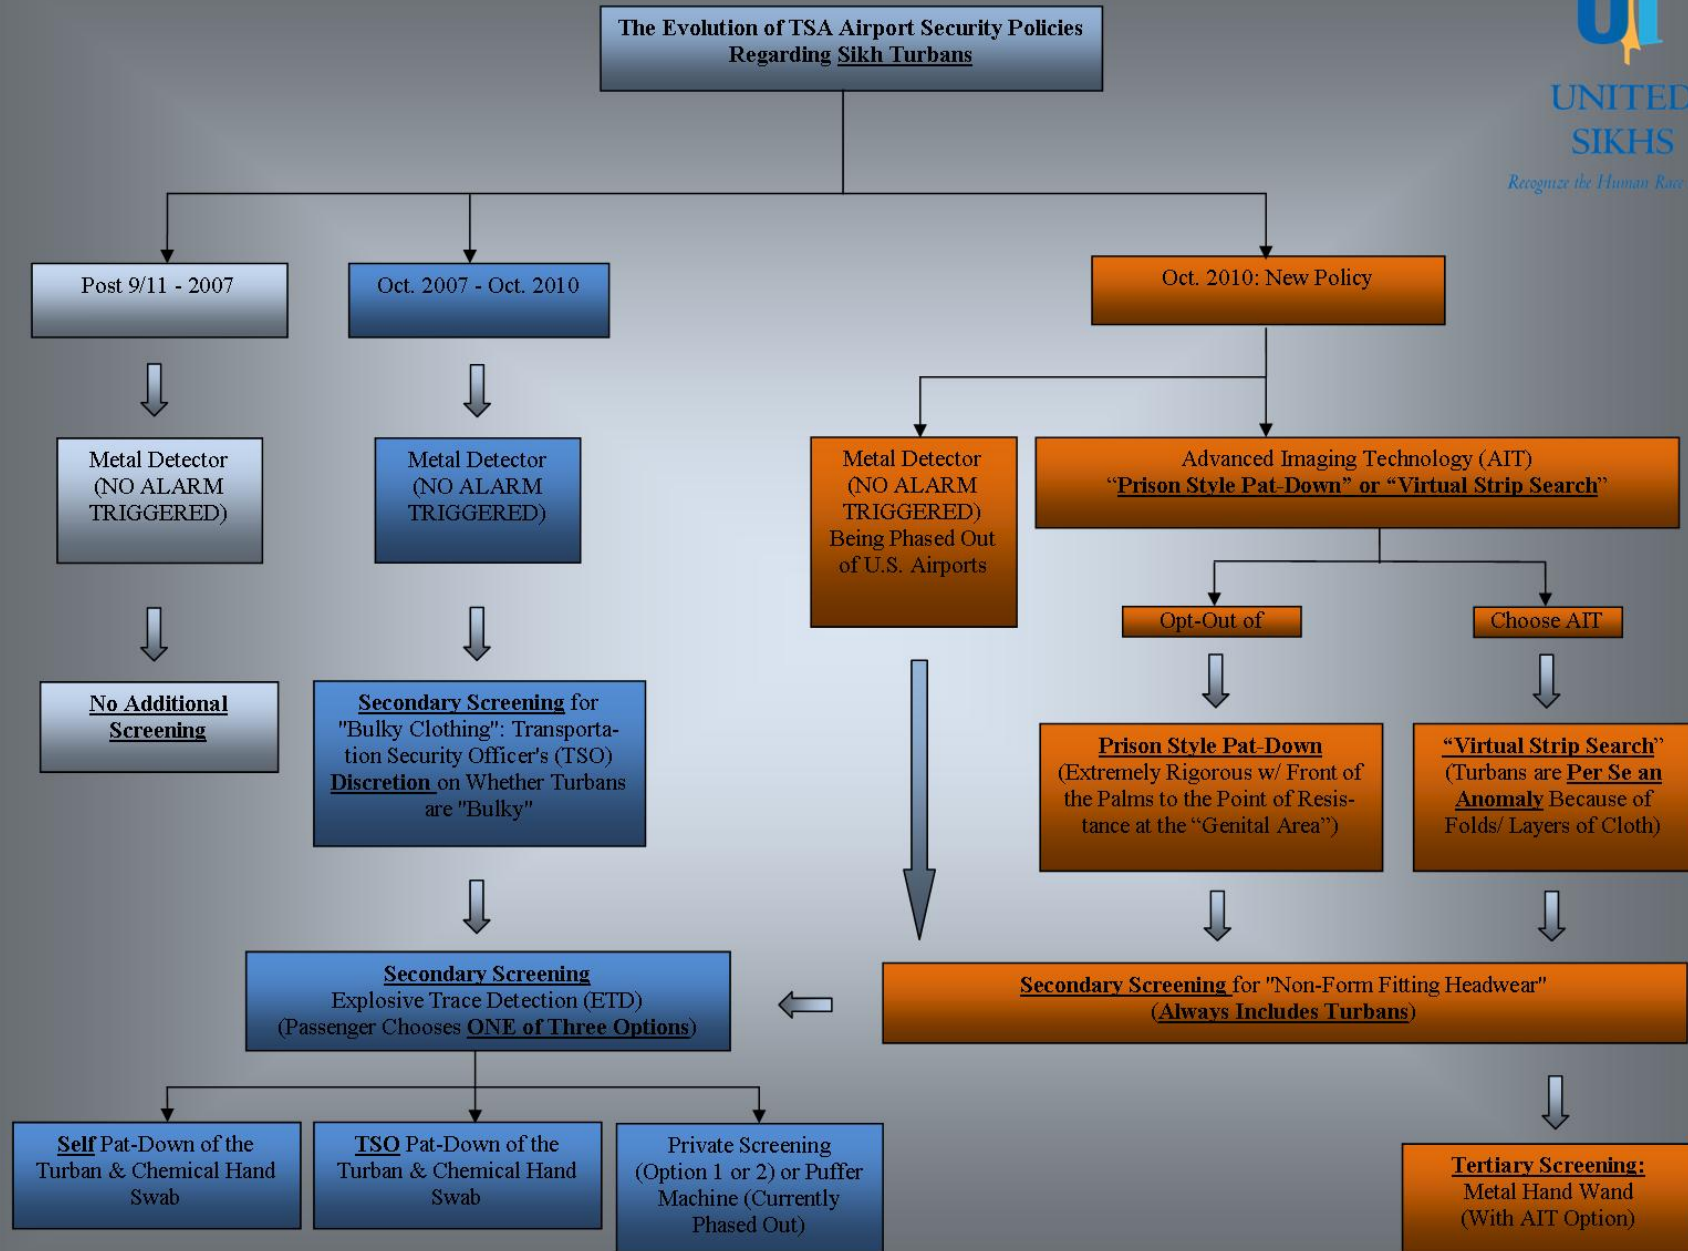 The Evolution of TSA Airport Security Policies
Regarding Sikh Turbans
UNITED
SIKHS
Recognize the Human Race
Post 9/11 - 2007
Oct. 2007 - Oct. 2010
Oct. 2010: New Policy
Metal Detector
(NO ALARM
TRIGGERED)
Metal Detector
(NO ALARM
TRIGGERED)
Metal Detector
(NO ALARM
TRIGGERED)
Being Phased Out
of U.S. Airports
Advanced Imaging Technology (AIT)
“Prison Style Pat-Down” or “Virtual Strip Search”
Opt-Out of
Choose AIT
No Additional
Screening
Secondary Screening for
"Bulky Clothing": Transporta-
tion Security Officer's (TSO)
Discretion on Whether Turbans
are "Bulky"
Prison Style Pat-Down
(Extremely Rigorous w/ Front of
the Palms to the Point of Resis-
tance at the “Genital Area”)
“Virtual Strip Search”
(Turbans are Per Se an
Anomaly Because of
Folds/ Layers of Cloth)
Secondary Screening
Explosive Trace Detection (ETD)
(Passenger Chooses ONE of Three Options)
Secondary Screening for "Non-Form Fitting Headwear"
(Always Includes Turbans)
Self Pat-Down of the
Turban & Chemical Hand
Swab
TSO Pat-Down of the
Turban & Chemical Hand
Swab
Private Screening
(Option 1 or 2) or Puffer
Machine (Currently
Phased Out)
Tertiary Screening:
Metal Hand Wand
(With AIT Option)